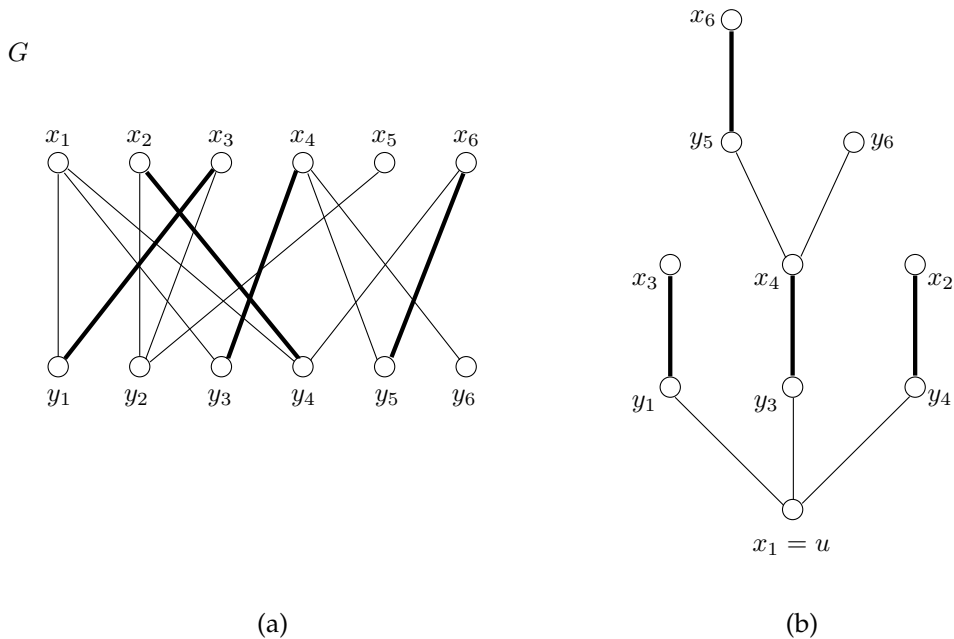 G
x₁ x₂ x₃ x₄ x₅ x₆
y₁ y₂ y₃ y₄ y₅ y₆
(a)
x₆
y₅ y₆
x₃ x₄ x₂
y₁ y₃ y₄
x₁ = u
(b)